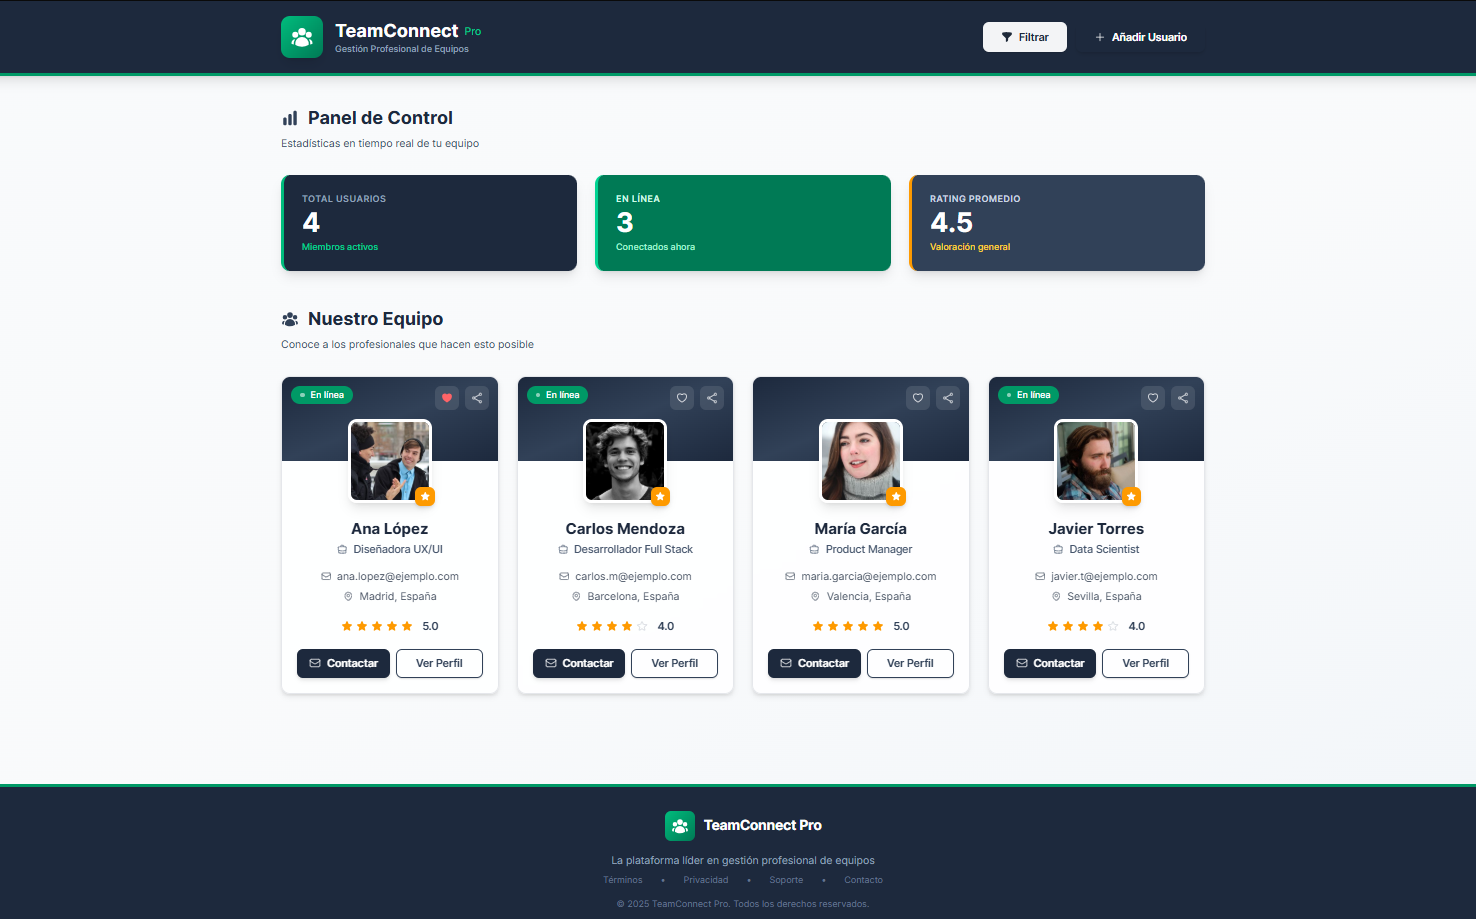 TeamConnect Pro
Gestión Profesional de Equipos
Filtrar
Añadir Usuario
Panel de Control
Estadísticas en tiempo real de tu equipo
TOTAL USUARIOS
4
Miembros activos
EN LÍNEA
3
Conectados ahora
RATING PROMEDIO
4.5
Valoración general
Nuestro Equipo
Conoce a los profesionales que hacen esto posible
En línea
Ana López
Diseñadora UX/UI
ana.lopez@ejemplo.com
Madrid, España
5.0
Contactar
Ver Perfil
En línea
Carlos Mendoza
Desarrollador Full Stack
carlos.m@ejemplo.com
Barcelona, España
4.0
Contactar
Ver Perfil
María García
Product Manager
maria.garcia@ejemplo.com
Valencia, España
5.0
Contactar
Ver Perfil
En línea
Javier Torres
Data Scientist
javier.t@ejemplo.com
Sevilla, España
4.0
Contactar
Ver Perfil
TeamConnect Pro
La plataforma líder en gestión profesional de equipos
Términos • Privacidad • Soporte • Contacto
© 2025 TeamConnect Pro. Todos los derechos reservados.